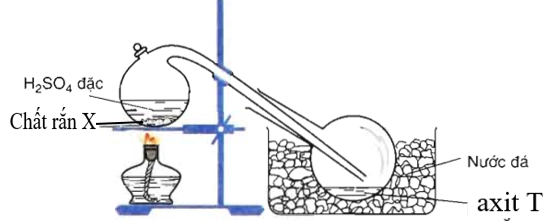 H₂SO₄ đặc
Chất rắn X
Nước đá
axit T